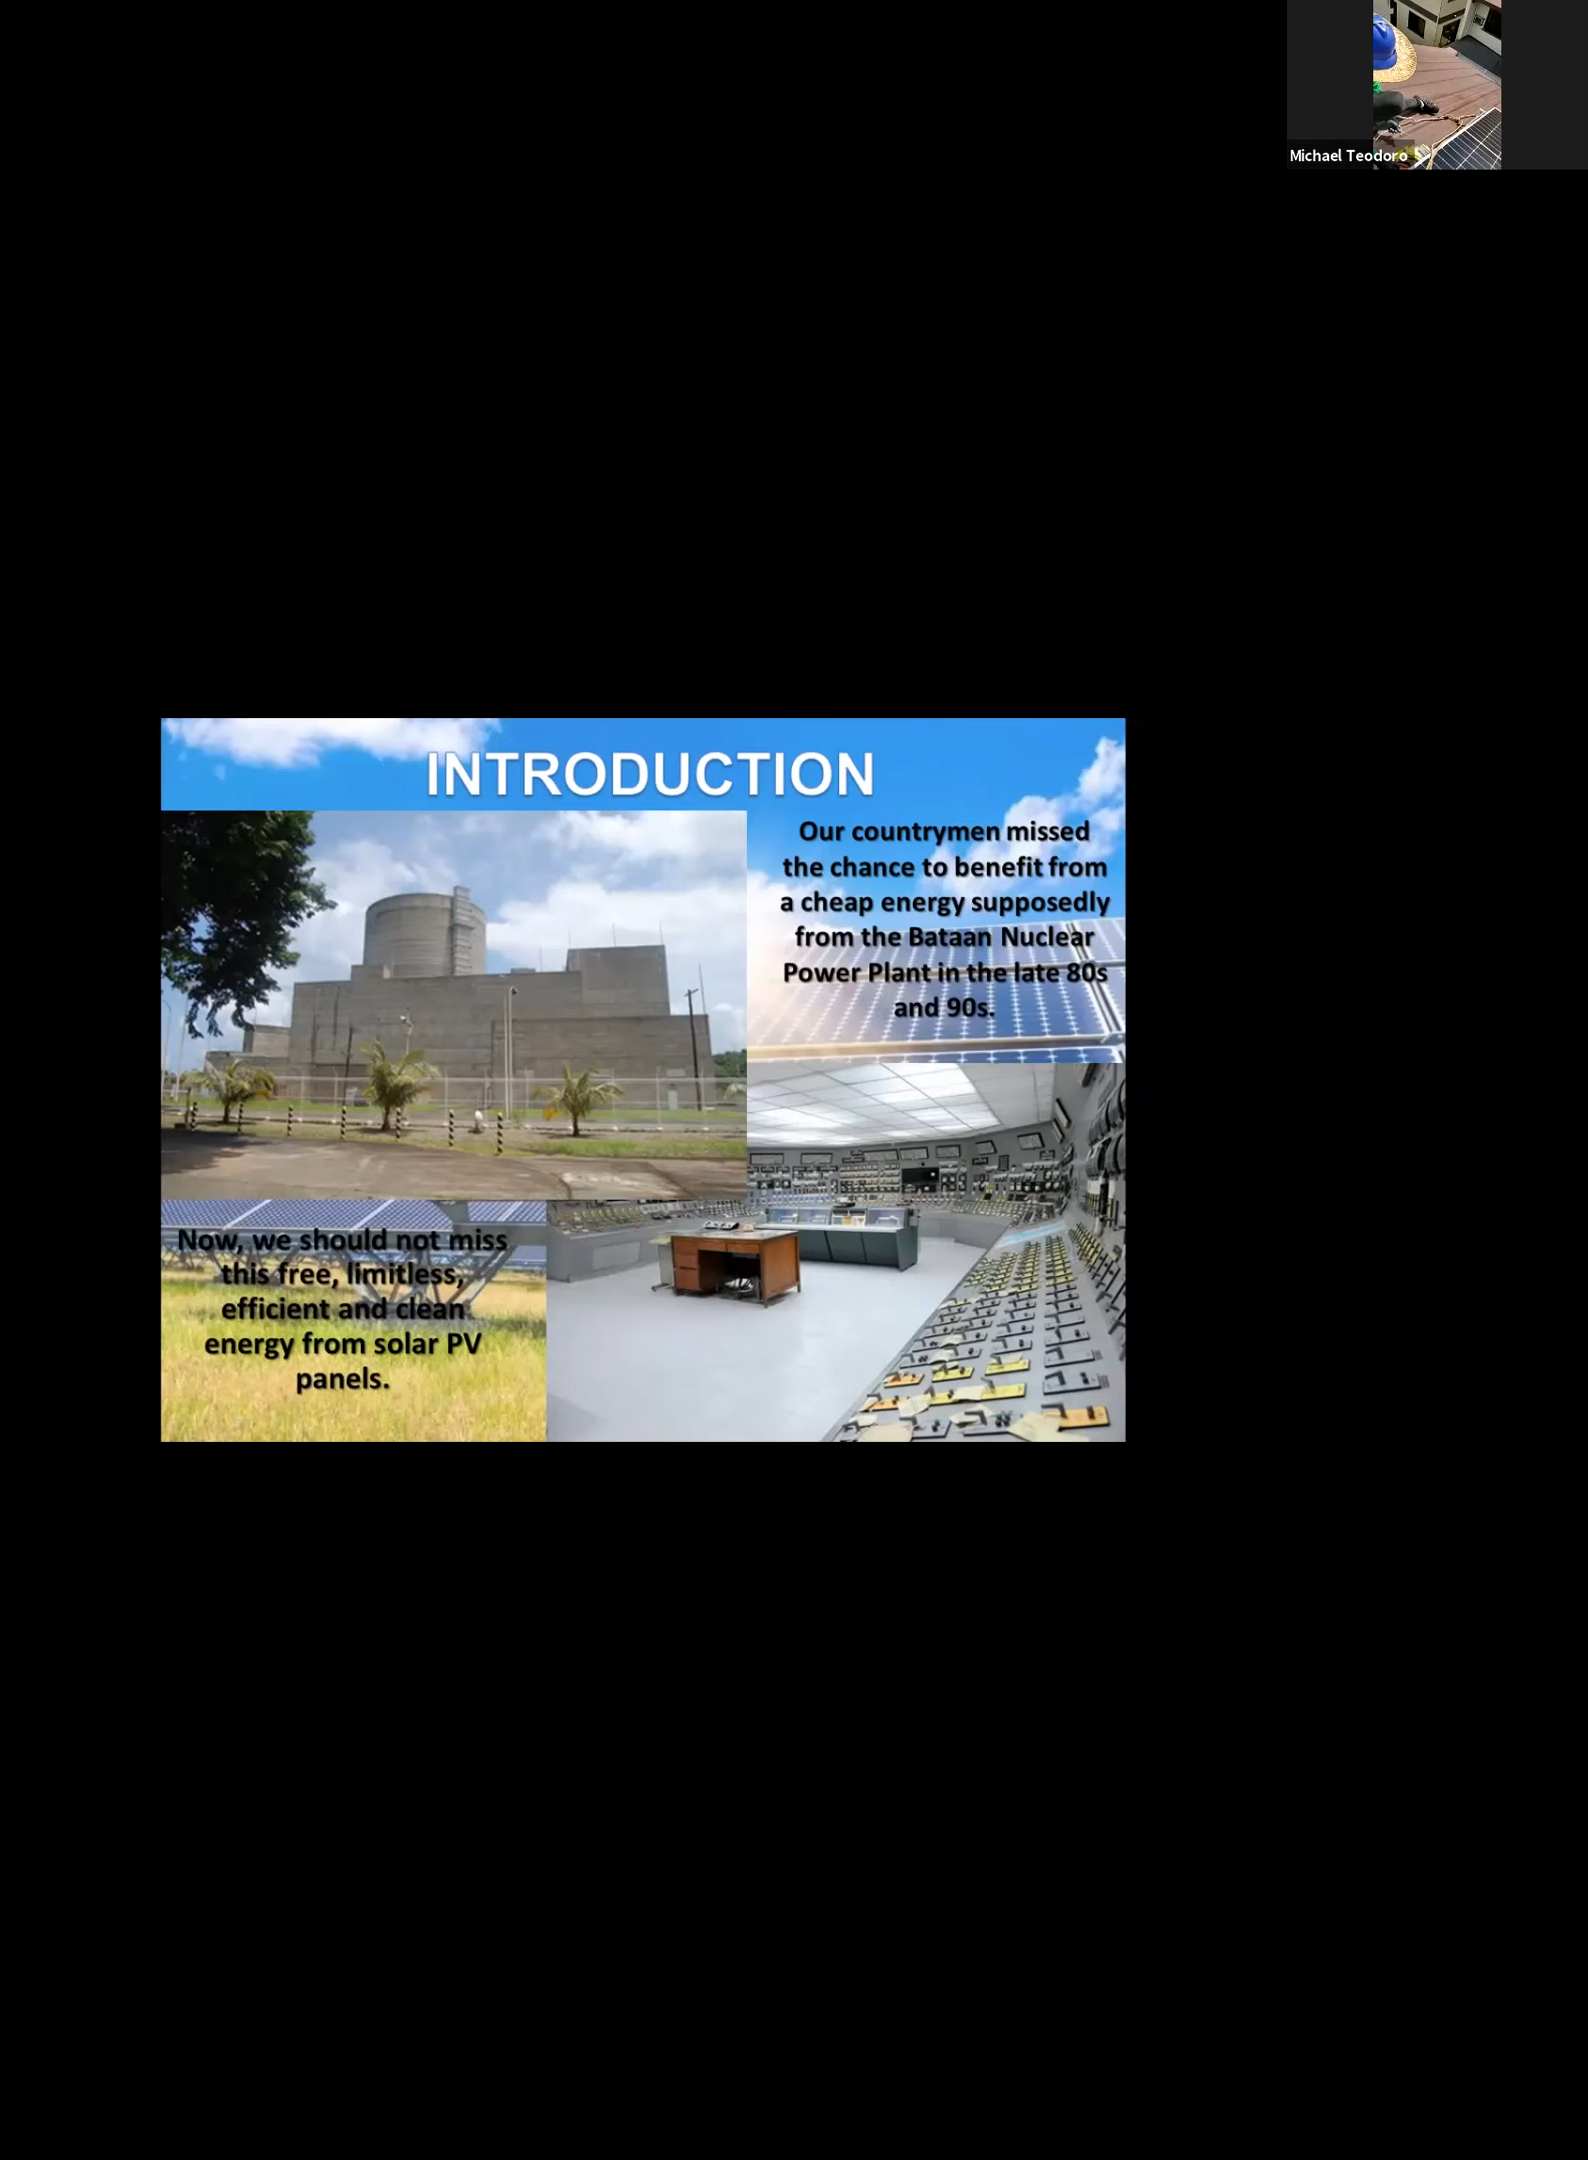 Michael Teodoro
INTRODUCTION
Our countrymen missed
the chance to benefit from
a cheap energy supposedly
from the Bataan Nuclear
Power Plant in the late 80s
and 90s.
Now, we should not miss
this free, limitless,
efficient and clean
energy from solar PV
panels.